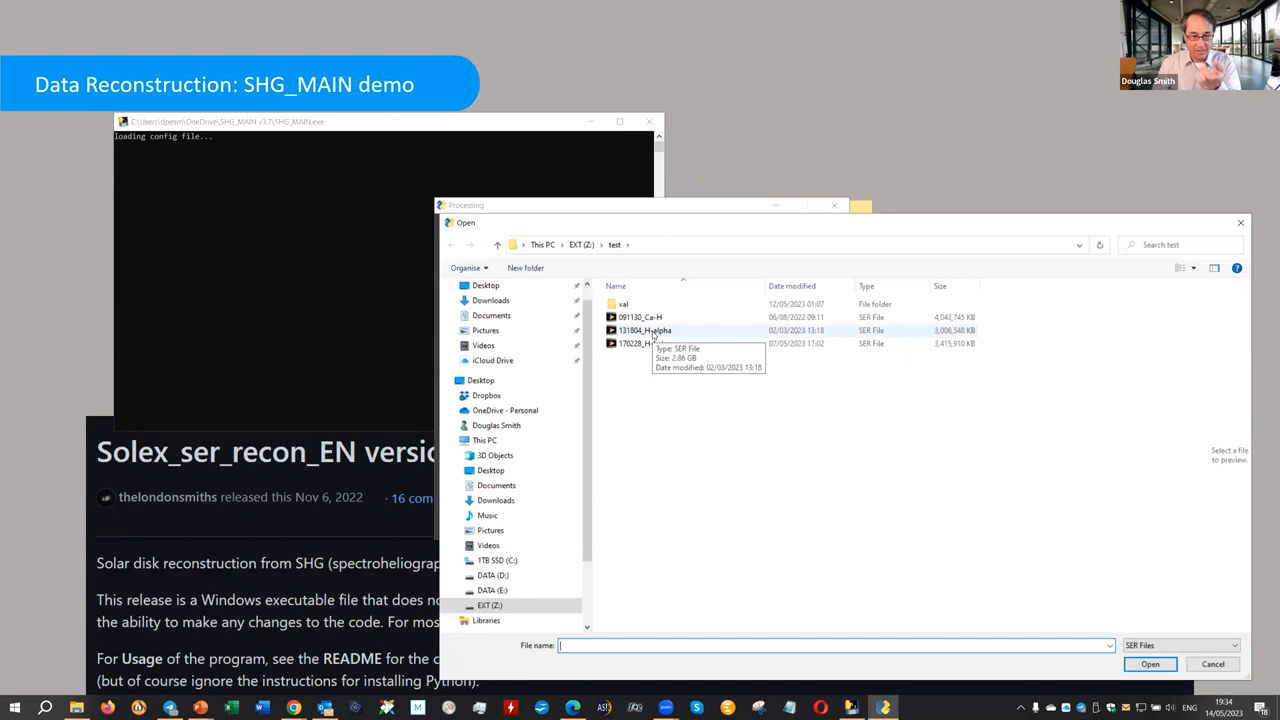 Data Reconstruction: SHG_MAIN demo
Douglas Smith
C:\Users\dpesm\OneDrive\SHG_MAIN v3.7\SHG_MAIN.exe
loading config file...
Processing
Open
This PC > EXT (Z:) > test >
Search test
Organise
New folder
Name Date modified Type Size
val 12/05/2023 01:07 File folder
091130_Ca-H 06/08/2022 09:11 SER File 4,043,745 KB
131804_H-alpha 02/03/2023 13:18 SER File 3,006,548 KB
170228_H 07/05/2023 17:02 SER File 3,415,910 KB
Type: SER File
Size: 2.86 GB
Date modified: 02/03/2023 13:18
Desktop
Downloads
Documents
Pictures
Videos
iCloud Drive
Desktop
Dropbox
OneDrive - Personal
Douglas Smith
This PC
3D Objects
Desktop
Documents
Downloads
Music
Pictures
Videos
1TB SSD (C:)
DATA (D:)
DATA (E:)
EXT (Z:)
Libraries
Select a file
to preview.
File name:
SER Files
Open
Cancel
Solex_ser_recon_EN versio
thelondonsmiths released this Nov 6, 2022 · 16 com
Solar disk reconstruction from SHG (spectroheliog
This release is a Windows executable file that does no
the ability to make any changes to the code. For mos
For Usage of the program, see the README for the c
(but of course ignore the instructions for installing Python).
ENG
19:34
14/05/2023
18